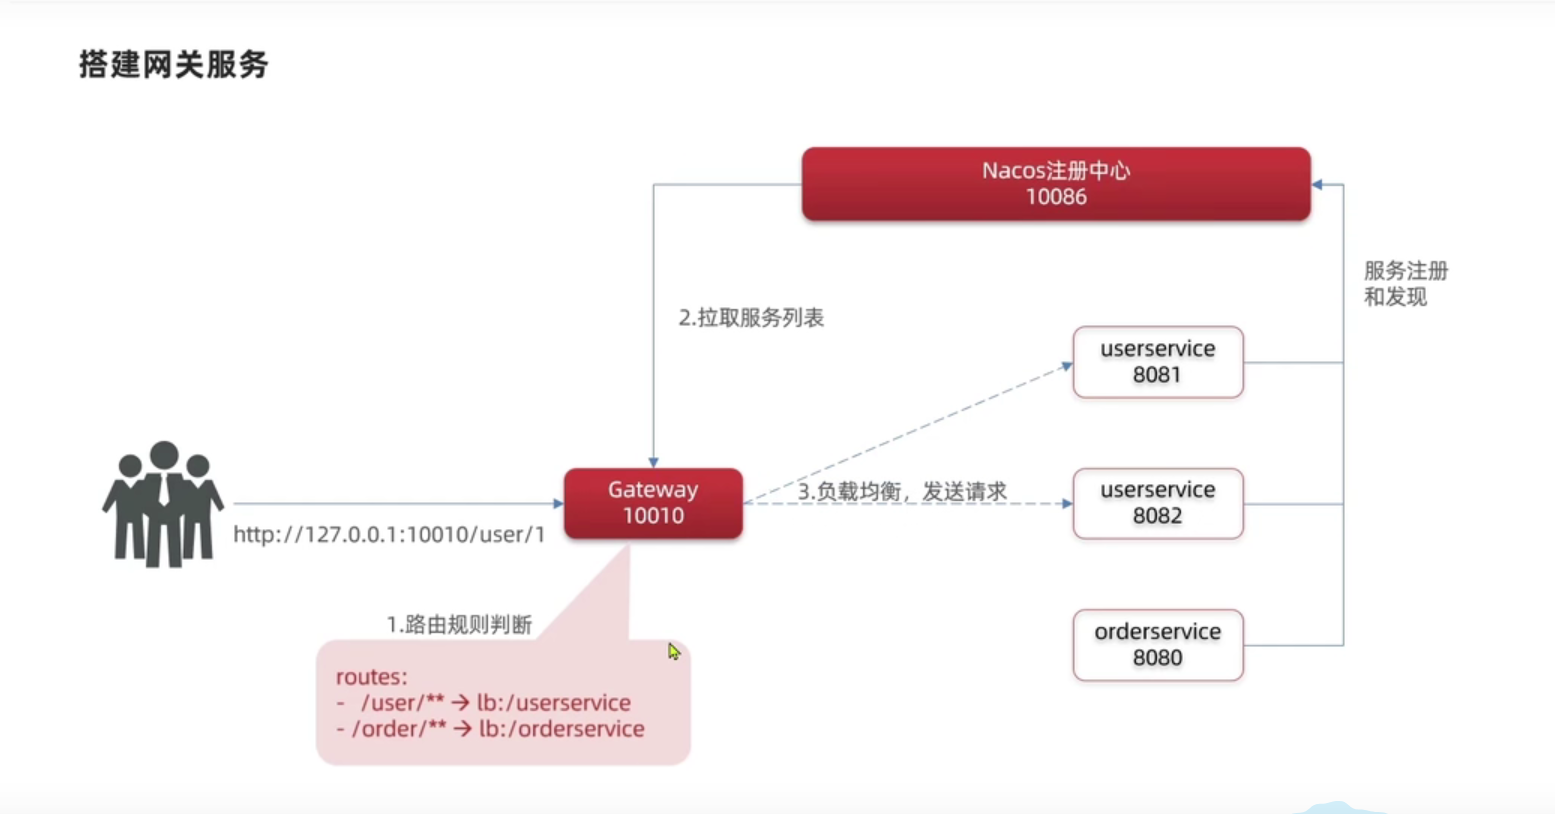 搭建网关服务
Nacos注册中心
10086
服务注册
和发现
2.拉取服务列表
userservice
8081
Gateway
10010
3.负载均衡，发送请求
userservice
8082
http://127.0.0.1:10010/user/1
1.路由规则判断
orderservice
8080
routes:
- /user/** → lb:/userservice
- /order/** → lb:/orderservice